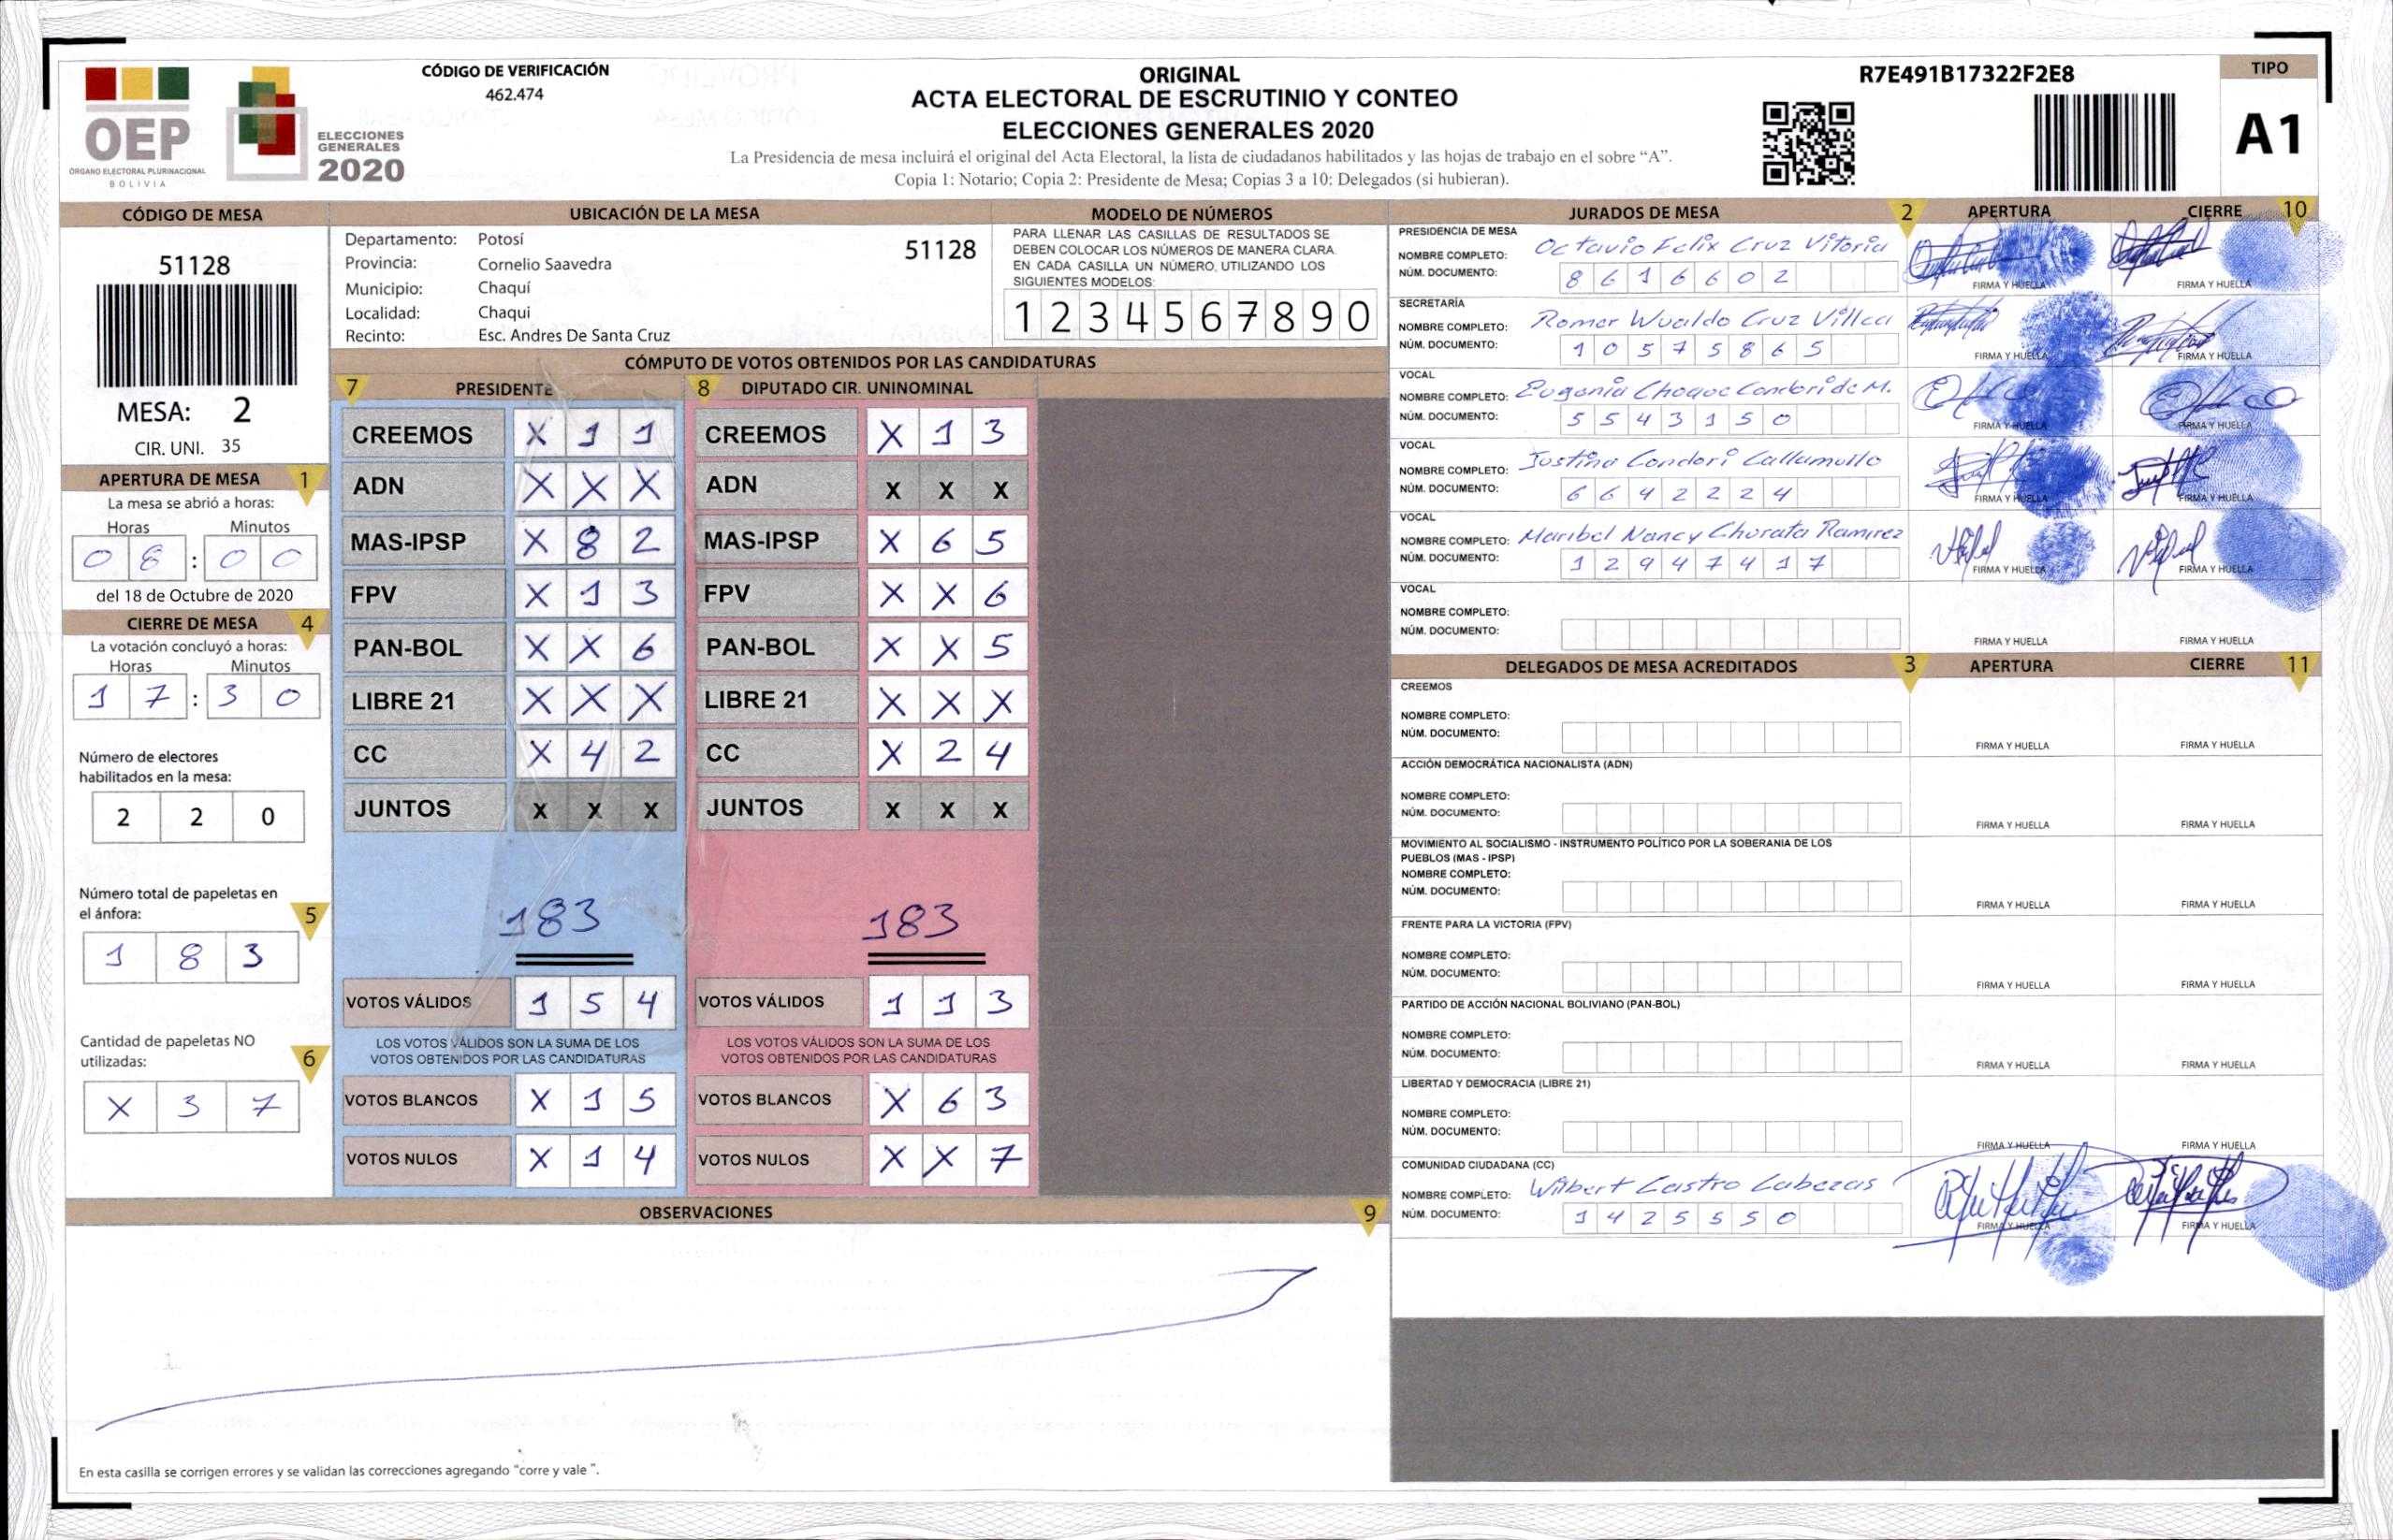 OEP
ÓRGANO ELECTORAL PLURINACIONAL
BOLIVIA
ELECCIONES
GENERALES
2020
CÓDIGO DE VERIFICACIÓN
462.474
ORIGINAL
ACTA ELECTORAL DE ESCRUTINIO Y CONTEO
ELECCIONES GENERALES 2020
La Presidencia de mesa incluirá el original del Acta Electoral, la lista de ciudadanos habilitados y las hojas de trabajo en el sobre “A”.
Copia 1: Notario; Copia 2: Presidente de Mesa; Copias 3 a 10: Delegados (si hubieran).
R7E491B17322F2E8
TIPO
A1
CÓDIGO DE MESA
51128
MESA: 2
CIR. UNI. 35
APERTURA DE MESA 1
La mesa se abrió a horas:
Horas Minutos
0 8 : 0 0
del 18 de Octubre de 2020
CIERRE DE MESA 4
La votación concluyó a horas:
Horas Minutos
1 7 : 3 0
Número de electores
habilitados en la mesa:
2 2 0
Número total de papeletas en
el ánfora: 5
1 8 3
Cantidad de papeletas NO
utilizadas: 6
X 3 7
UBICACIÓN DE LA MESA
Departamento: Potosí 51128
Provincia: Cornelio Saavedra
Municipio: Chaquí
Localidad: Chaqui
Recinto: Esc. Andres De Santa Cruz
MODELO DE NÚMEROS
PARA LLENAR LAS CASILLAS DE RESULTADOS SE
DEBEN COLOCAR LOS NÚMEROS DE MANERA CLARA.
EN CADA CASILLA UN NÚMERO, UTILIZANDO LOS
SIGUIENTES MODELOS:
1 2 3 4 5 6 7 8 9 0
CÓMPUTO DE VOTOS OBTENIDOS POR LAS CANDIDATURAS
7 PRESIDENTE 8 DIPUTADO CIR. UNINOMINAL
CREEMOS X 1 1 CREEMOS X 1 3
ADN X X X ADN X X X
MAS-IPSP X 8 2 MAS-IPSP X 6 5
FPV X 1 3 FPV X X 6
PAN-BOL X X 6 PAN-BOL X X 5
LIBRE 21 X X X LIBRE 21 X X X
CC X 4 2 CC X 2 4
JUNTOS X X X JUNTOS X X X
183 183
VOTOS VÁLIDOS 1 5 4 VOTOS VÁLIDOS 1 1 3
LOS VOTOS VÁLIDOS SON LA SUMA DE LOS LOS VOTOS VÁLIDOS SON LA SUMA DE LOS
VOTOS OBTENIDOS POR LAS CANDIDATURAS VOTOS OBTENIDOS POR LAS CANDIDATURAS
VOTOS BLANCOS X 1 5 VOTOS BLANCOS X 6 3
VOTOS NULOS X 1 4 VOTOS NULOS X X 7
OBSERVACIONES 9
En esta casilla se corrigen errores y se validan las correcciones agregando "corre y vale ".
JURADOS DE MESA 2 APERTURA CIERRE 10
PRESIDENCIA DE MESA
NOMBRE COMPLETO: Octavio Felix Cruz Vitoria
NÚM. DOCUMENTO: 8 6 1 6 6 0 2
FIRMA Y HUELLA FIRMA Y HUELLA
SECRETARÍA
NOMBRE COMPLETO: Romer Wualdo Cruz Villca
NÚM. DOCUMENTO: 1 0 5 7 5 8 6 5
FIRMA Y HUELLA FIRMA Y HUELLA
VOCAL
NOMBRE COMPLETO: Eugenia Choque Condori de M.
NÚM. DOCUMENTO: 5 5 4 3 1 5 0
FIRMA Y HUELLA FIRMA Y HUELLA
VOCAL
NOMBRE COMPLETO: Justina Condori
NÚM. DOCUMENTO: 6 6 4 2 2 2 4
FIRMA Y HUELLA FIRMA Y HUELLA
VOCAL
NOMBRE COMPLETO: Maribel Nancy Chorata Ramirez
NÚM. DOCUMENTO: 1 2 9 4 7 4 1 7
FIRMA Y HUELLA FIRMA Y HUELLA
VOCAL
NOMBRE COMPLETO:
NÚM. DOCUMENTO:
FIRMA Y HUELLA FIRMA Y HUELLA
DELEGADOS DE MESA ACREDITADOS 3 APERTURA CIERRE 11
CREEMOS
NOMBRE COMPLETO:
NÚM. DOCUMENTO:
FIRMA Y HUELLA FIRMA Y HUELLA
ACCIÓN DEMOCRÁTICA NACIONALISTA (ADN)
NOMBRE COMPLETO:
NÚM. DOCUMENTO:
FIRMA Y HUELLA FIRMA Y HUELLA
MOVIMIENTO AL SOCIALISMO - INSTRUMENTO POLÍTICO POR LA SOBERANIA DE LOS
PUEBLOS (MAS - IPSP)
NOMBRE COMPLETO:
NÚM. DOCUMENTO:
FIRMA Y HUELLA FIRMA Y HUELLA
FRENTE PARA LA VICTORIA (FPV)
NOMBRE COMPLETO:
NÚM. DOCUMENTO:
FIRMA Y HUELLA FIRMA Y HUELLA
PARTIDO DE ACCIÓN NACIONAL BOLIVIANO (PAN-BOL)
NOMBRE COMPLETO:
NÚM. DOCUMENTO:
FIRMA Y HUELLA FIRMA Y HUELLA
LIBERTAD Y DEMOCRACIA (LIBRE 21)
NOMBRE COMPLETO:
NÚM. DOCUMENTO:
FIRMA Y HUELLA FIRMA Y HUELLA
COMUNIDAD CIUDADANA (CC)
NOMBRE COMPLETO: Wilbert Castro Cabezas
NÚM. DOCUMENTO: 1 4 2 5 5 5 0
FIRMA Y HUELLA FIRMA Y HUELLA